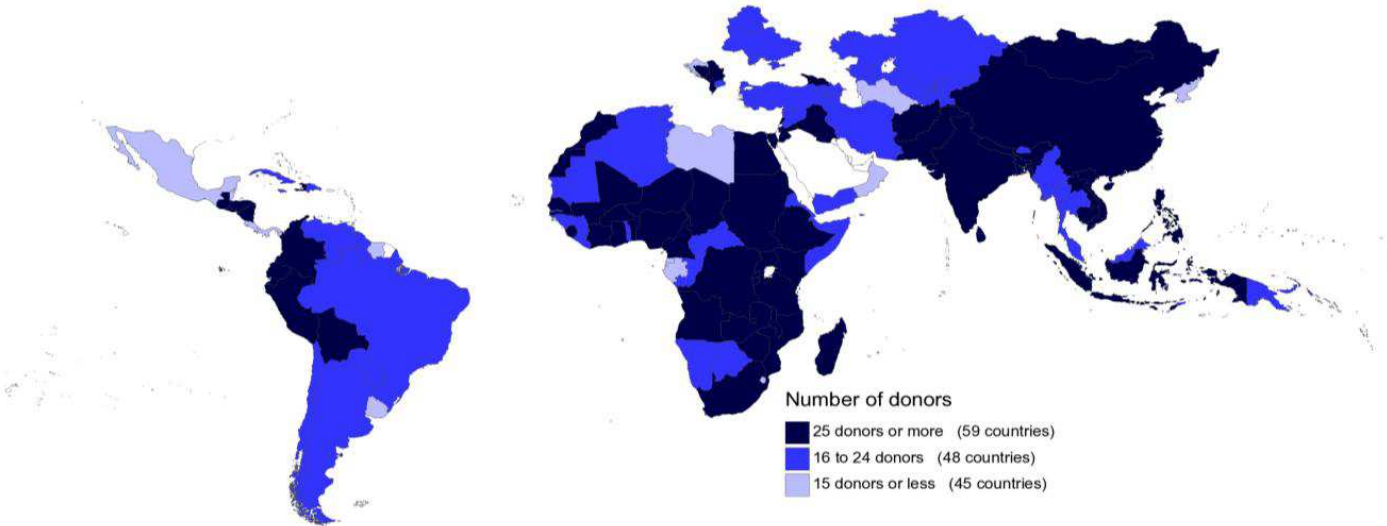 Number of donors
25 donors or more (59 countries)
16 to 24 donors (48 countries)
15 donors or less (45 countries)